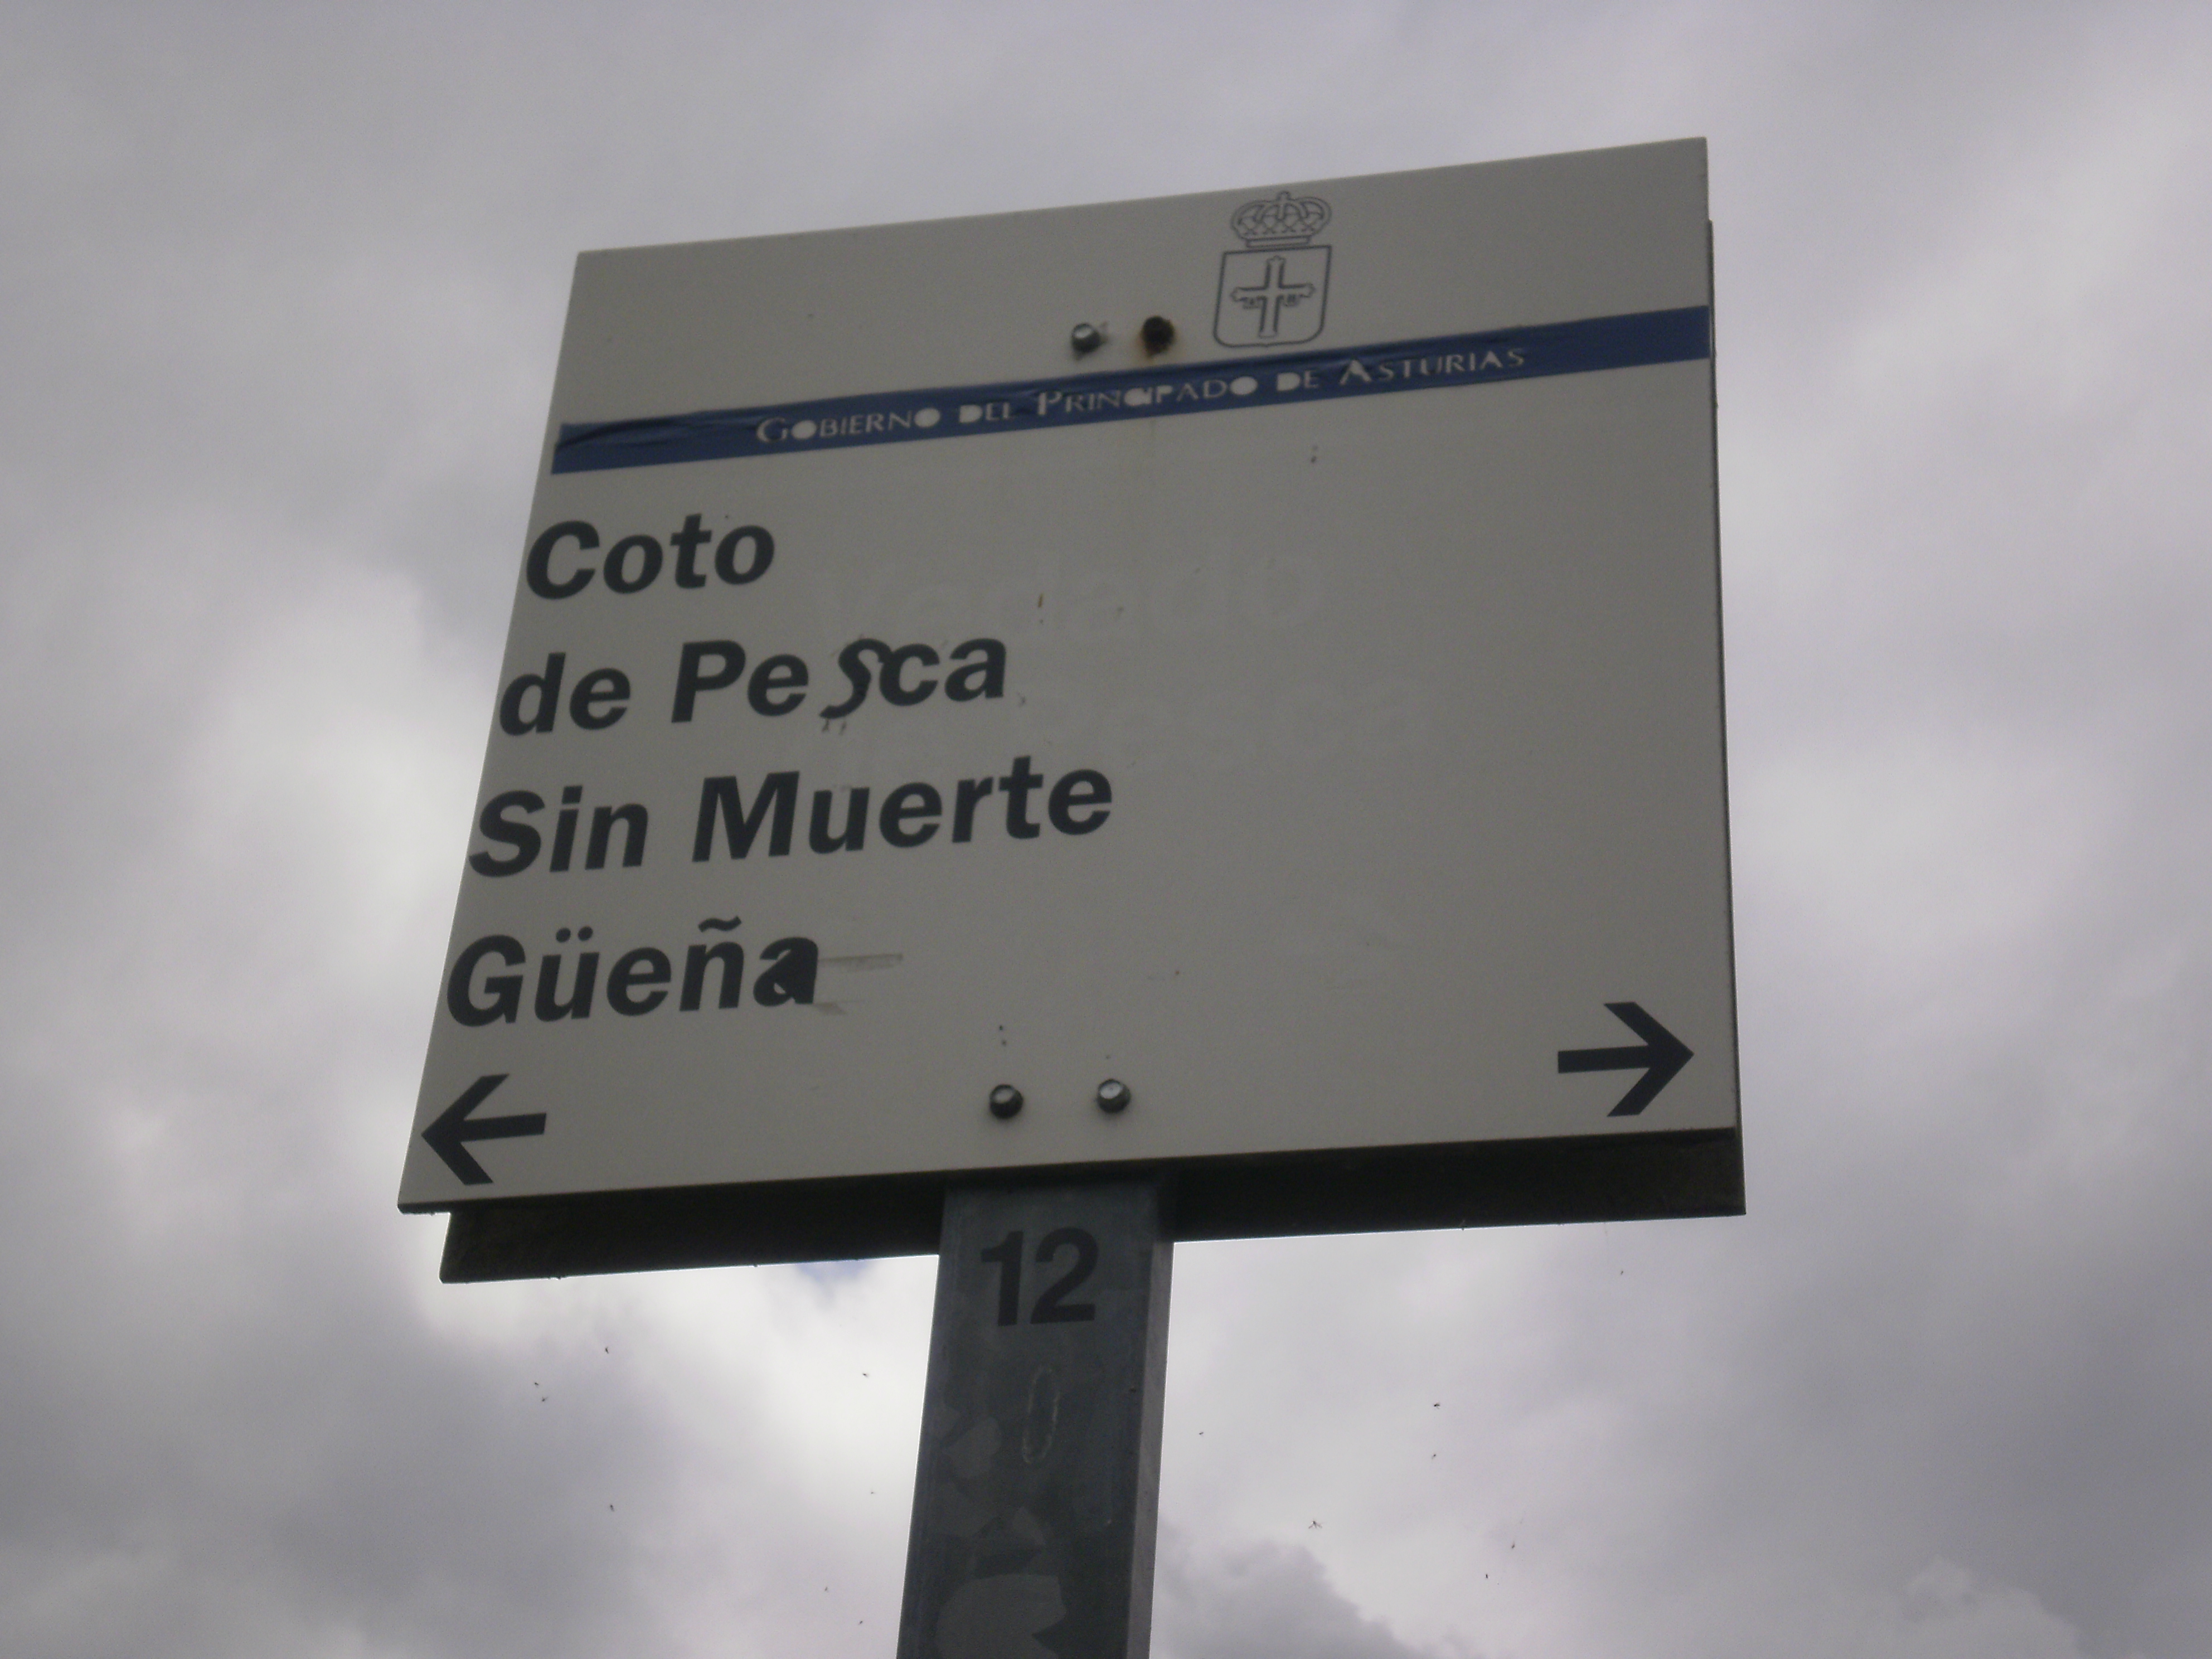 GOBIERNO DEL PRINCIPADO DE ASTURIAS
Coto
de Pesca
Sin Muerte
Güeña
12